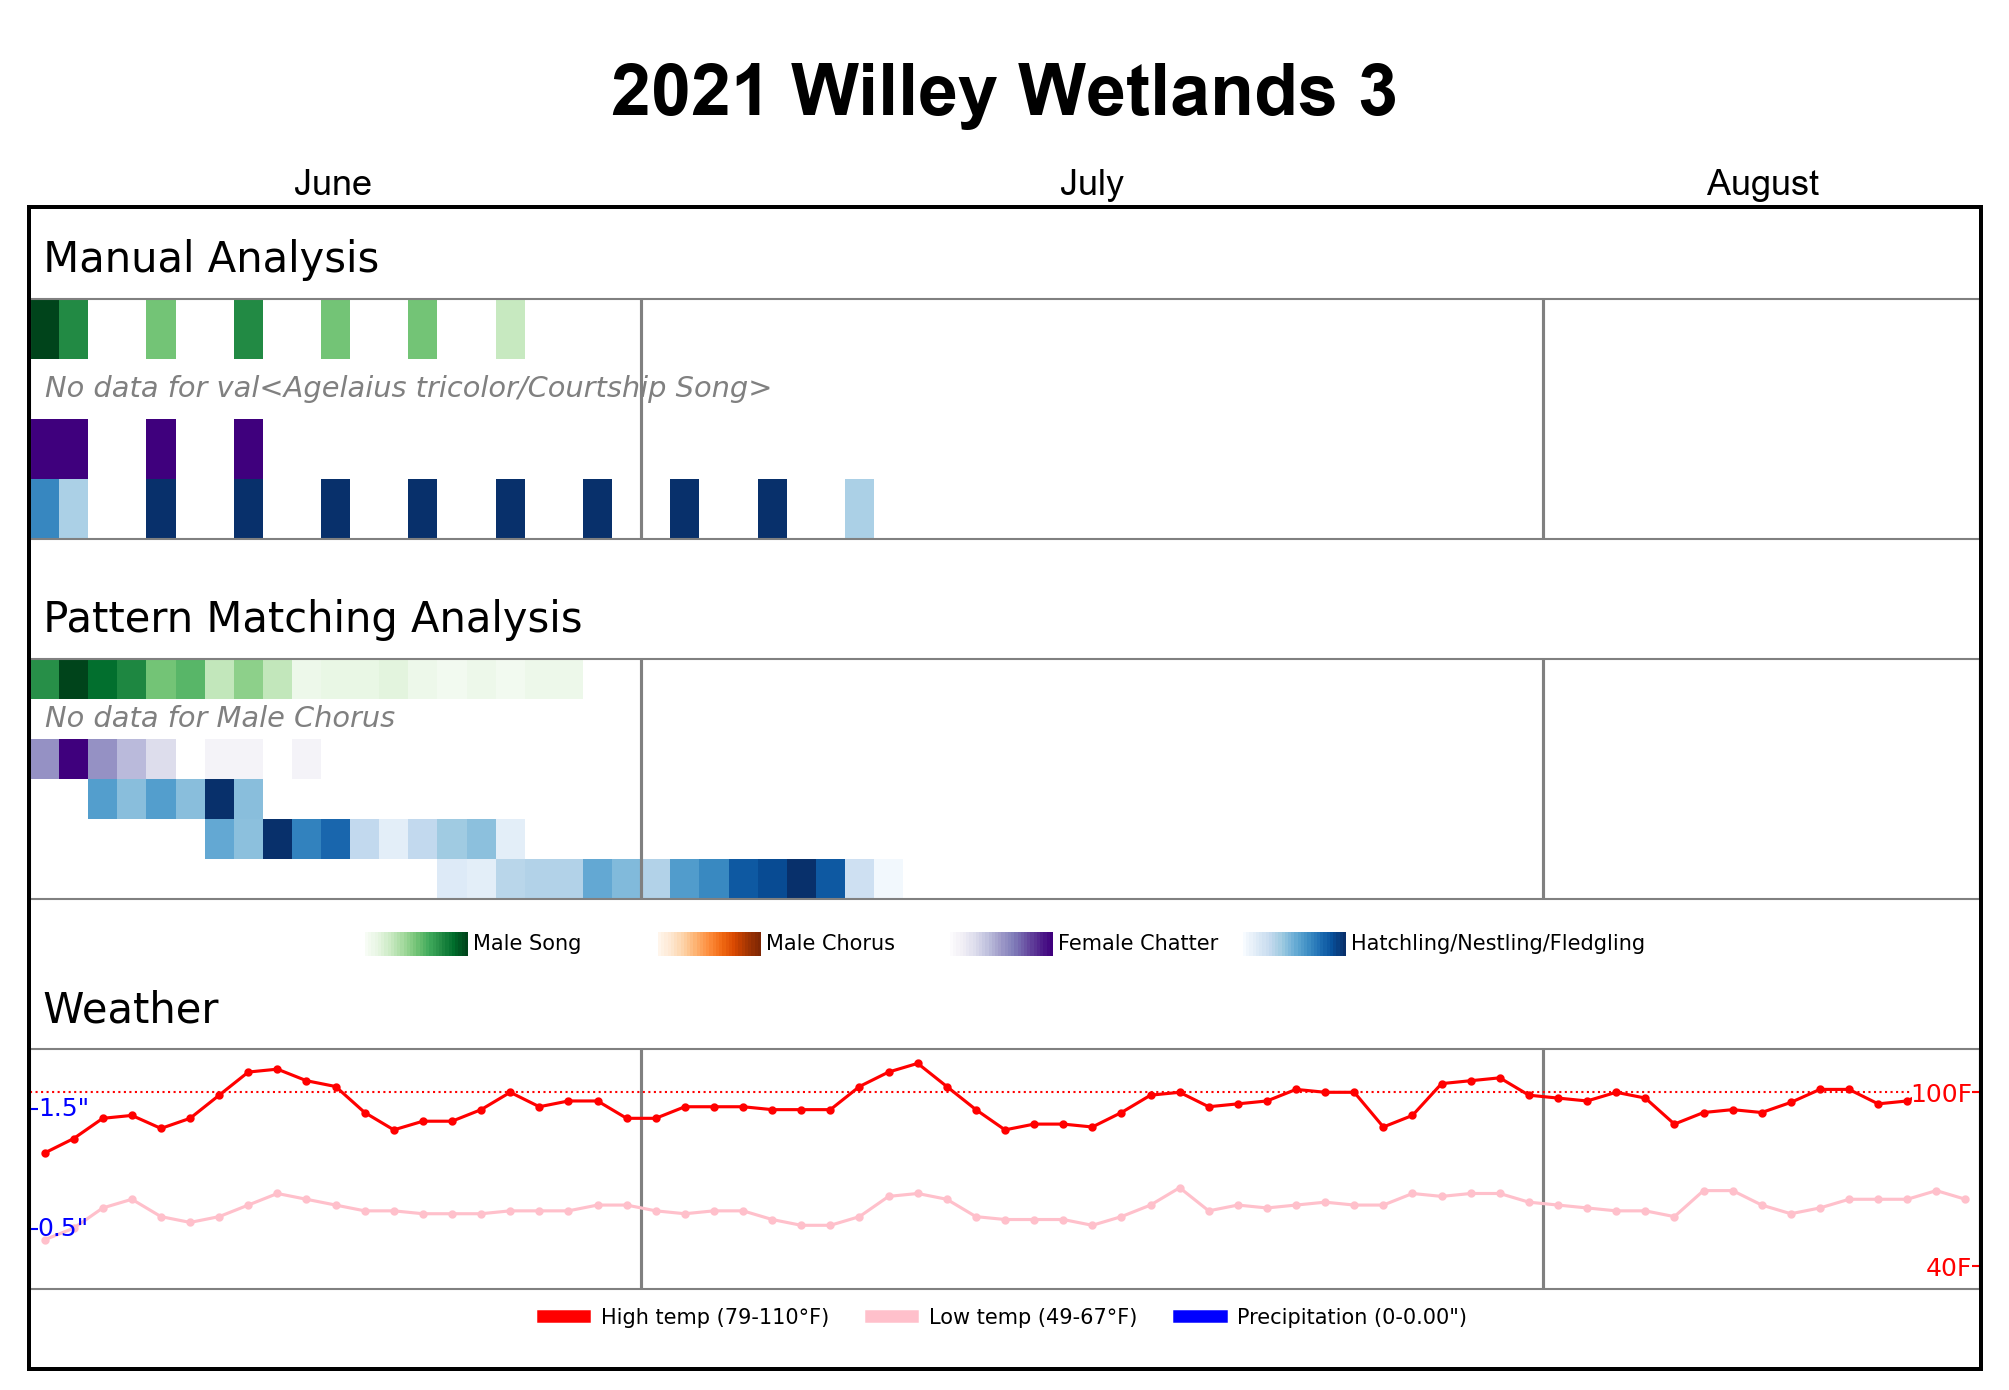 2021 Willey Wetlands 3
June July August
Manual Analysis
No data for val<Agelaius tricolor/Courtship Song>
Pattern Matching Analysis
No data for Male Chorus
Male Song Male Chorus Female Chatter Hatchling/Nestling/Fledgling
Weather
1.5" 100F
0.5"
40F
High temp (79-110°F) Low temp (49-67°F) Precipitation (0-0.00")